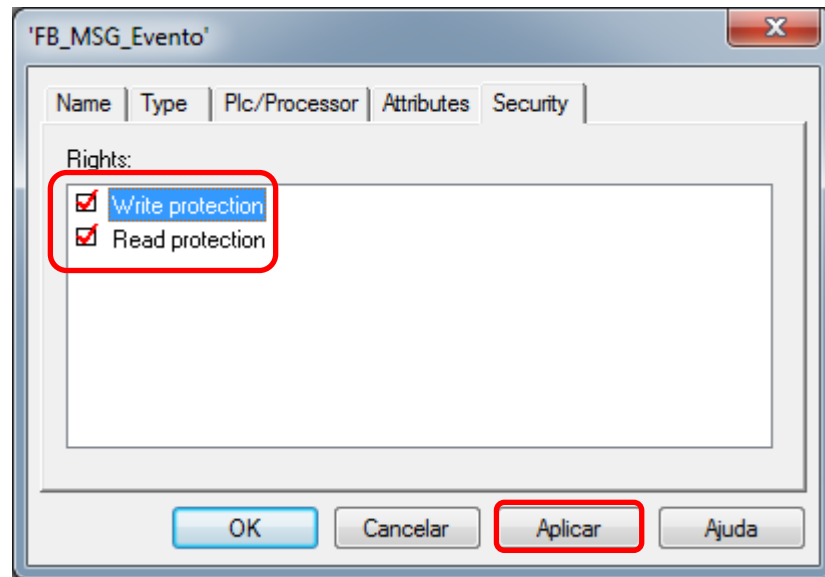 'FB_MSG_Evento'
Name Type Plc/Processor Attributes Security
Rights:
Write protection
Read protection
OK Cancelar Aplicar Ajuda